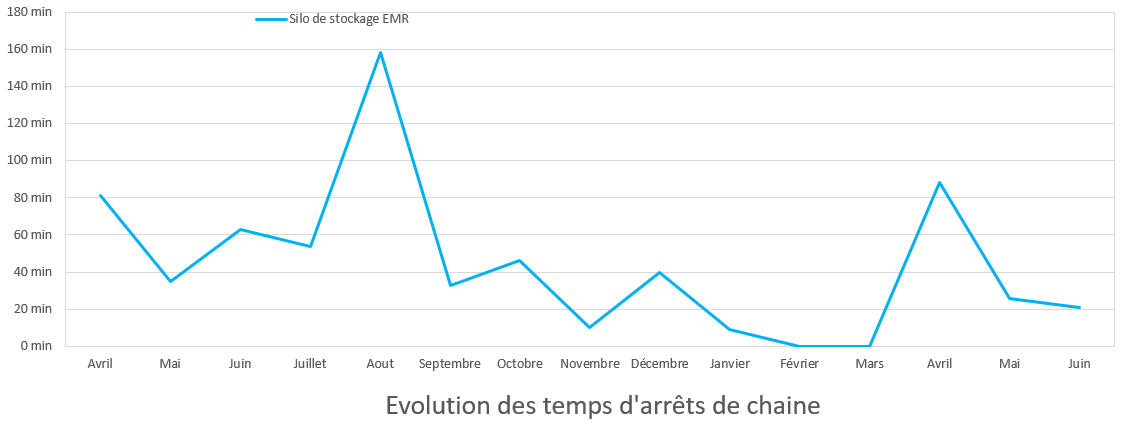 180 min
Silo de stockage EMR
160 min
140 min
120 min
100 min
80 min
60 min
40 min
20 min
0 min
Avril Mai Juin Juillet Aout Septembre Octobre Novembre Décembre Janvier Février Mars Avril Mai Juin
Evolution des temps d'arrêts de chaine